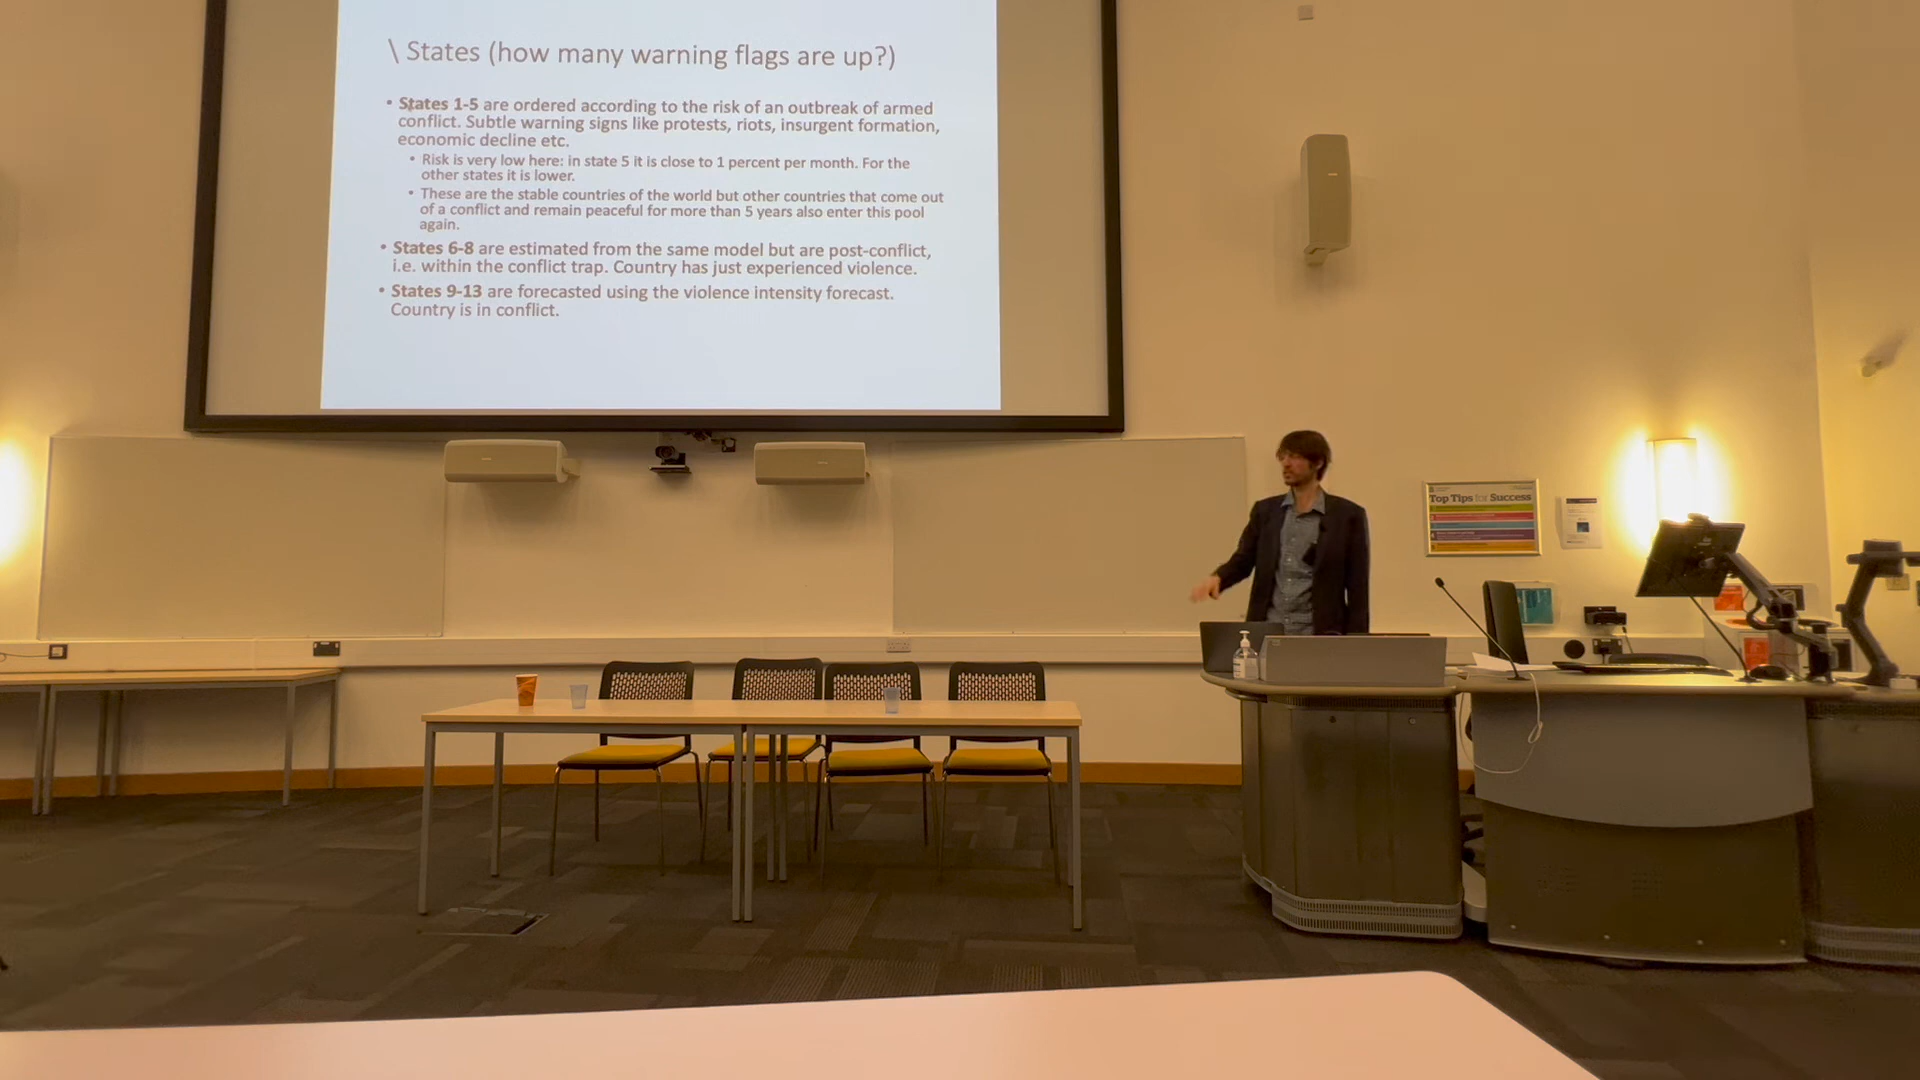 \ States (how many warning flags are up?)
• States 1-5 are ordered according to the risk of an outbreak of armed
conflict. Subtle warning signs like protests, riots, insurgent formation,
economic decline etc.
• Risk is very low here: in state 5 it is close to 1 percent per month. For the
other states it is lower.
• These are the stable countries of the world but other countries that come out
of a conflict and remain peaceful for more than 5 years also enter this pool
again.
• States 6-8 are estimated from the same model but are post-conflict,
i.e. within the conflict trap. Country has just experienced violence.
• States 9-13 are forecasted using the violence intensity forecast.
Country is in conflict.
Top Tips for Success